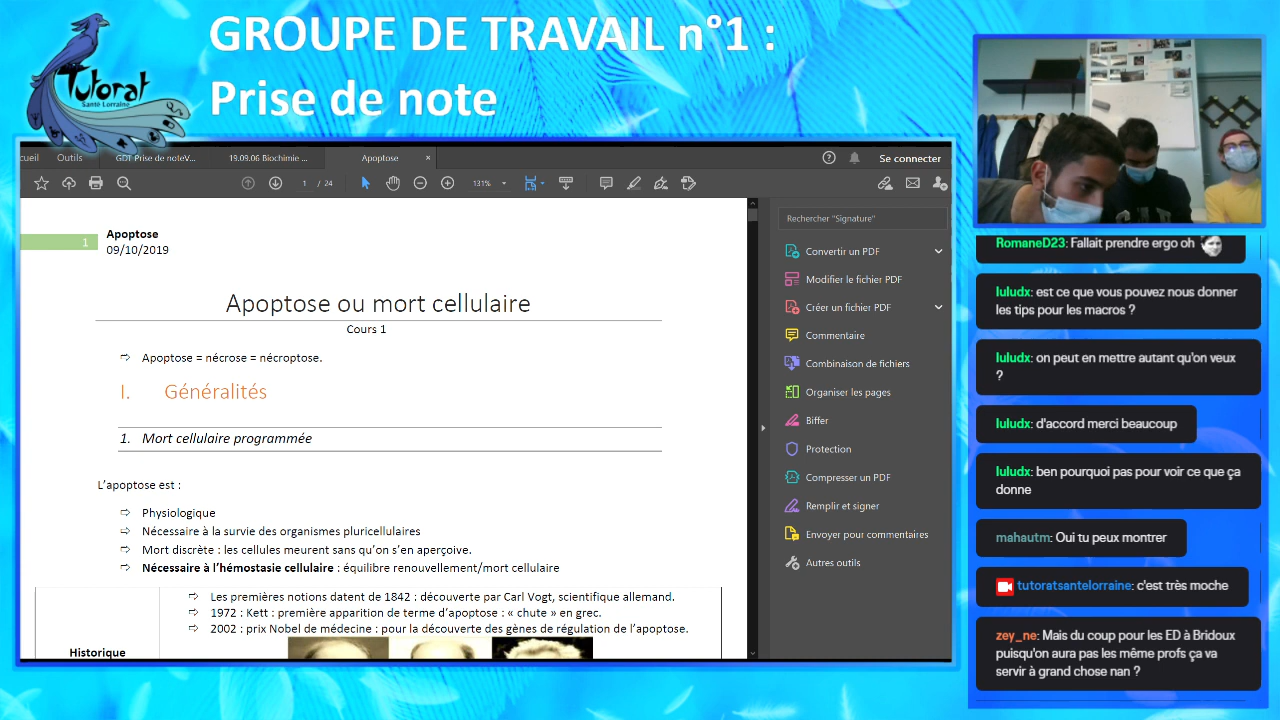 GROUPE DE TRAVAIL n°1 :
Prise de note
Tutorat
Santé Lorraine
cueil
Outils
GDT Prise de noteV...
19.09.06 Biochimie ...
Apoptose
×
Se connecter
1 / 24
131%
1
Apoptose
09/10/2019
Apoptose ou mort cellulaire
Cours 1
⇨ Apoptose = nécrose = nécroptose.
I. Généralités
1. Mort cellulaire programmée
L'apoptose est :
⇨ Physiologique
⇨ Nécessaire à la survie des organismes pluricellulaires
⇨ Mort discrète : les cellules meurent sans qu'on s'en aperçoive.
⇨ Nécessaire à l'hémostasie cellulaire : équilibre renouvellement/mort cellulaire
⇨ Les premières notions datent de 1842 : découverte par Carl Vogt, scientifique allemand.
⇨ 1972 : Kett : première apparition de terme d'apoptose : « chute » en grec.
⇨ 2002 : prix Nobel de médecine : pour la découverte des gènes de régulation de l'apoptose.
Historique
Rechercher "Signature"
Convertir un PDF
Modifier le fichier PDF
Créer un fichier PDF
Commentaire
Combinaison de fichiers
Organiser les pages
Biffer
Protection
Compresser un PDF
Remplir et signer
Envoyer pour commentaires
Autres outils
RomaneD23: Fallait prendre ergo oh
luludx: est ce que vous pouvez nous donner
les tips pour les macros ?
luludx: on peut en mettre autant qu'on veux
?
luludx: d'accord merci beaucoup
luludx: ben pourquoi pas pour voir ce que ça
donne
mahautm: Oui tu peux montrer
tutoratsantelorraine: c'est très moche
zey_ne: Mais du coup pour les ED à Bridoux
puisqu'on aura pas les même profs ça va
servir à grand chose nan ?